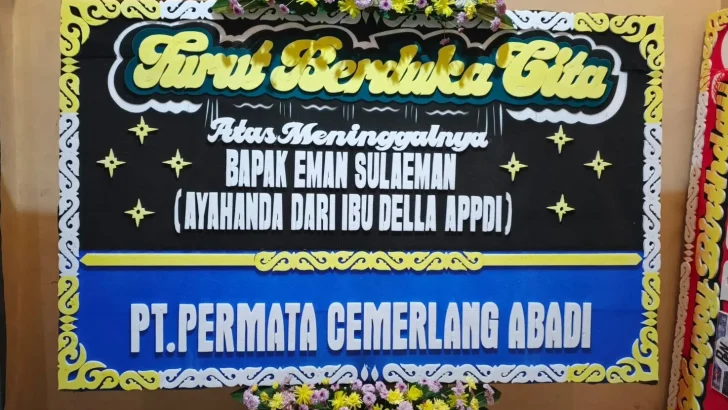 Turut Berduka Cita
Atas Meninggalnya
BAPAK EMAN SULAEMAN
(AYAHANDA DARI IBU DELLA APPDI)
PT.PERMATA CEMERLANG ABADI